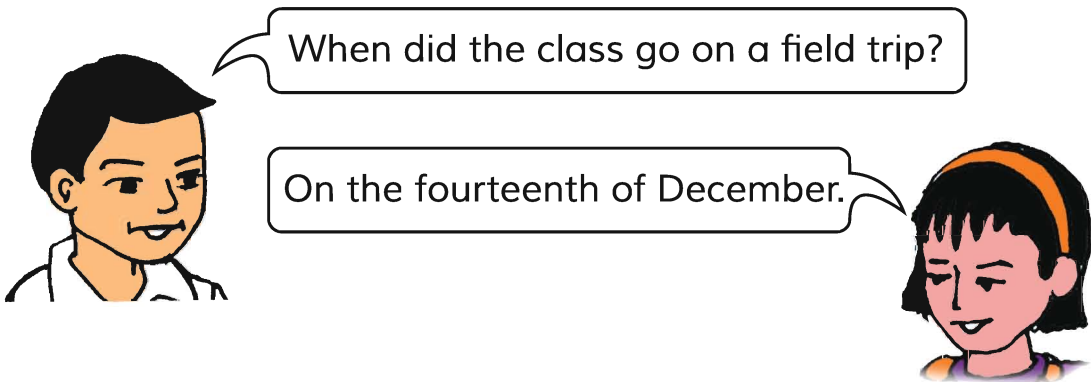 When did the class go on a field trip?
On the fourteenth of December.